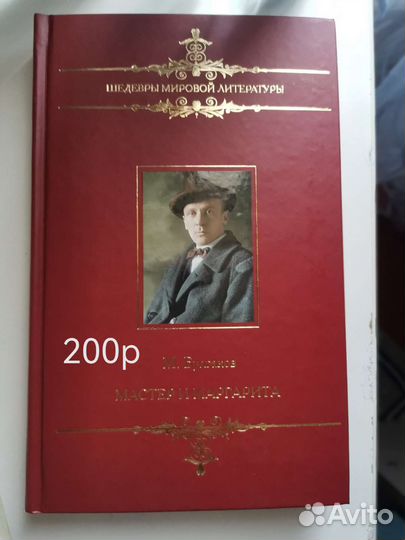 ШЕДЕВРЫ МИРОВОЙ ЛИТЕРАТУРЫ
200р
М. Булгаков
МАСТЕР И МАРГАРИТА
Avito